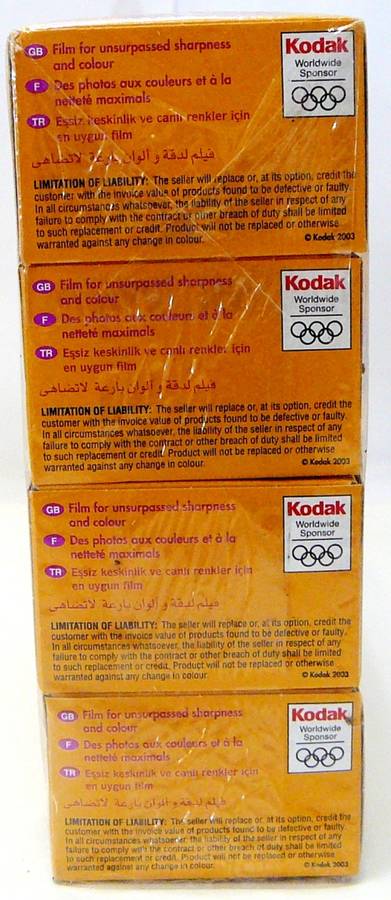 GB Film for unsurpassed sharpness
and colour
Kodak
Worldwide
Sponsor
F Des photos aux couleurs et à la
netteté maximals
TR Eşsiz keskinlik ve canlı renkler için
en uygun film
فيلم لدقة و ألوان بارعة لاتضاهى
LIMITATION OF LIABILITY: The seller will replace or, at its option, credit the
customer with the invoice value of products found to be defective or faulty.
In all circumstances whatsoever, the liability of the seller in respect of any
failure to comply with the contract or other breach of duty shall be limited
to such replacement or credit. Product will not be replaced or otherwise
warranted against any change in colour.
© Kodak 2003
GB Film for unsurpassed sharpness
and colour
Kodak
Worldwide
Sponsor
F Des photos aux couleurs et à la
netteté maximals
TR Eşsiz keskinlik ve canlı renkler için
en uygun film
فيلم لدقة و ألوان بارعة لاتضاهى
LIMITATION OF LIABILITY: The seller will replace or, at its option, credit the
customer with the invoice value of products found to be defective or faulty.
In all circumstances whatsoever, the liability of the seller in respect of any
failure to comply with the contract or other breach of duty shall be limited
to such replacement or credit. Product will not be replaced or otherwise
warranted against any change in colour.
© Kodak 2003
GB Film for unsurpassed sharpness
and colour
Kodak
Worldwide
Sponsor
F Des photos aux couleurs et à la
netteté maximals
TR Eşsiz keskinlik ve canlı renkler için
en uygun film
فيلم لدقة و ألوان بارعة لاتضاهى
LIMITATION OF LIABILITY: The seller will replace or, at its option, credit the
customer with the invoice value of products found to be defective or faulty.
In all circumstances whatsoever, the liability of the seller in respect of any
failure to comply with the contract or other breach of duty shall be limited
to such replacement or credit. Product will not be replaced or otherwise
warranted against any change in colour.
© Kodak 2003
GB Film for unsurpassed sharpness
and colour
Kodak
Worldwide
Sponsor
F Des photos aux couleurs et à la
netteté maximals
TR Eşsiz keskinlik ve canlı renkler için
en uygun film
فيلم لدقة و ألوان بارعة لاتضاهى
LIMITATION OF LIABILITY: The seller will replace or, at its option, credit the
customer with the invoice value of products found to be defective or faulty.
In all circumstances whatsoever, the liability of the seller in respect of any
failure to comply with the contract or other breach of duty shall be limited
to such replacement or credit. Product will not be replaced or otherwise
warranted against any change in colour.
© Kodak 2003